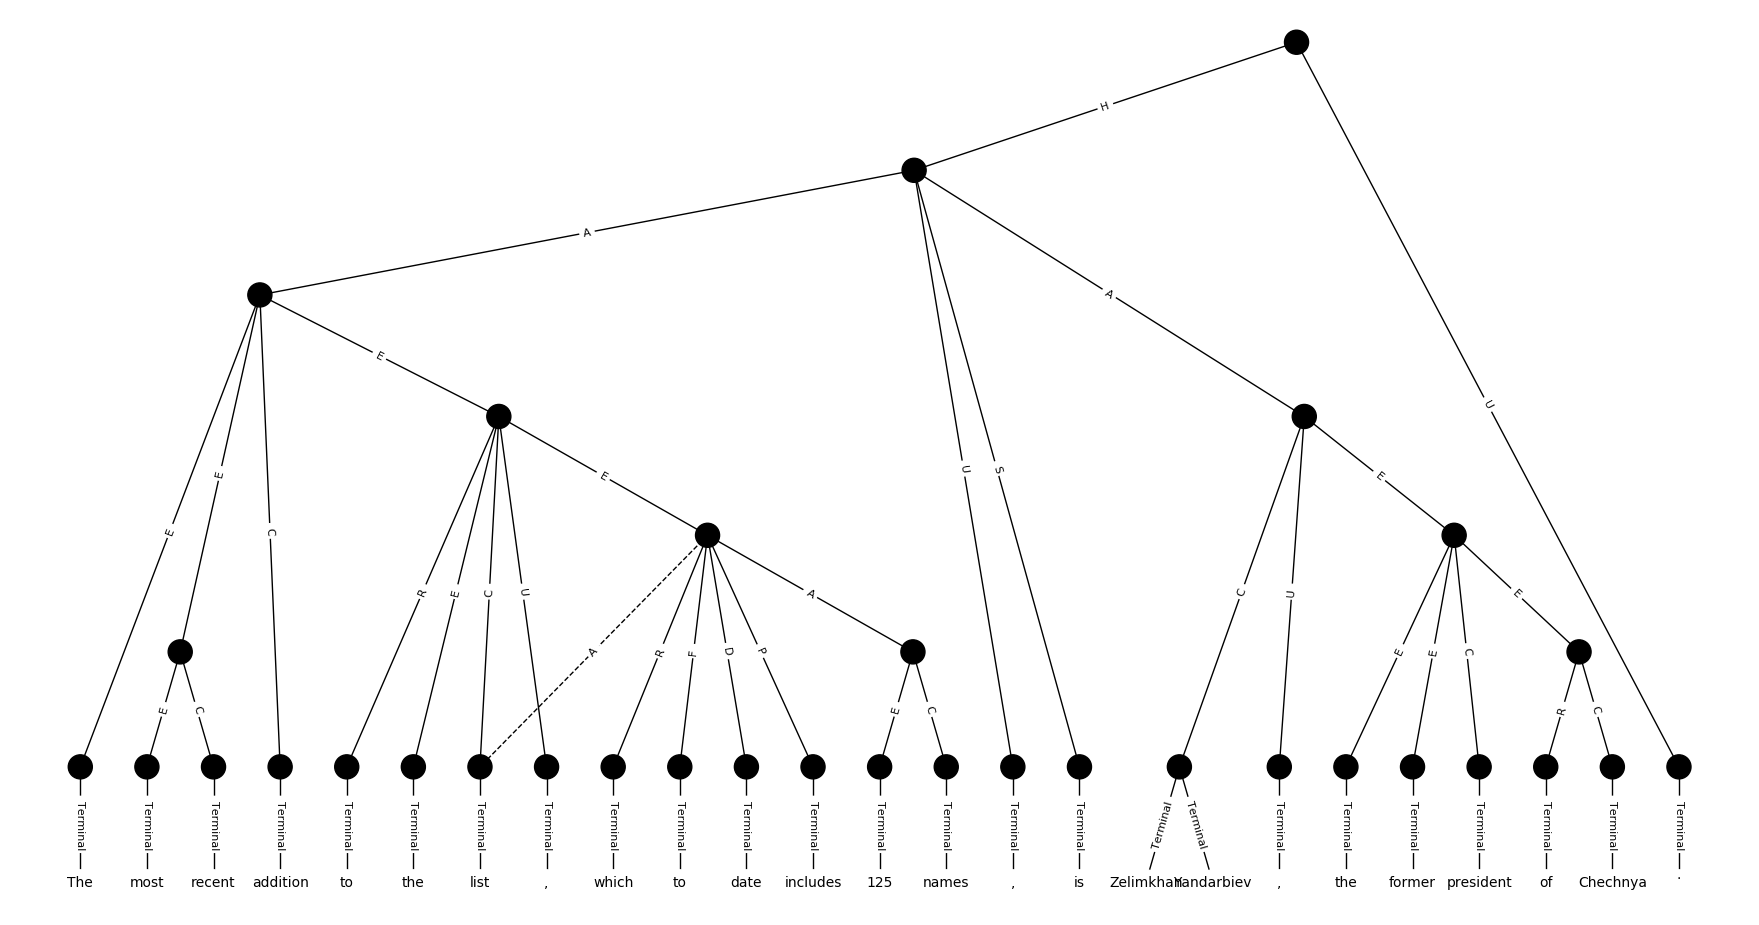 H
A
A
U
E
E
U
S
E
E
C
E
R
E
C
U
C
U
A
A
R
F
D
P
E
E
C
E
E
C
E
C
R
C
Terminal Terminal Terminal Terminal Terminal Terminal Terminal Terminal Terminal Terminal Terminal Terminal Terminal Terminal Terminal Terminal Terminal Terminal Terminal Terminal Terminal Terminal Terminal Terminal Terminal
The most recent addition to the list , which to date includes 125 names , is Zelimkhan Yandarbiev , the former president of Chechnya .